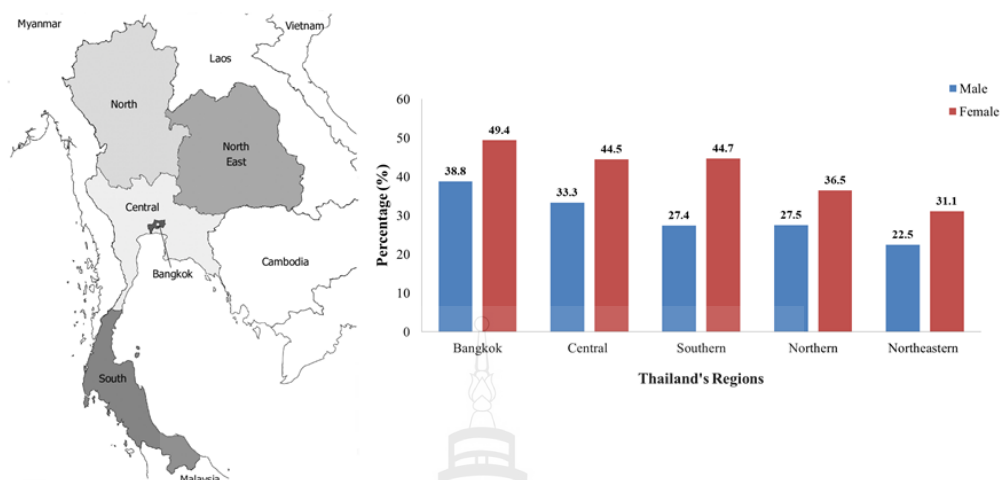 Myanmar
Vietnam
Laos
North
North
East
Central
Bangkok
Cambodia
South
Malaysia
Male
Female
Percentage (%)
60
50
40
30
20
10
0
38.8
49.4
33.3
44.5
27.4
44.7
27.5
36.5
22.5
31.1
Bangkok
Central
Southern
Northern
Northeastern
Thailand's Regions